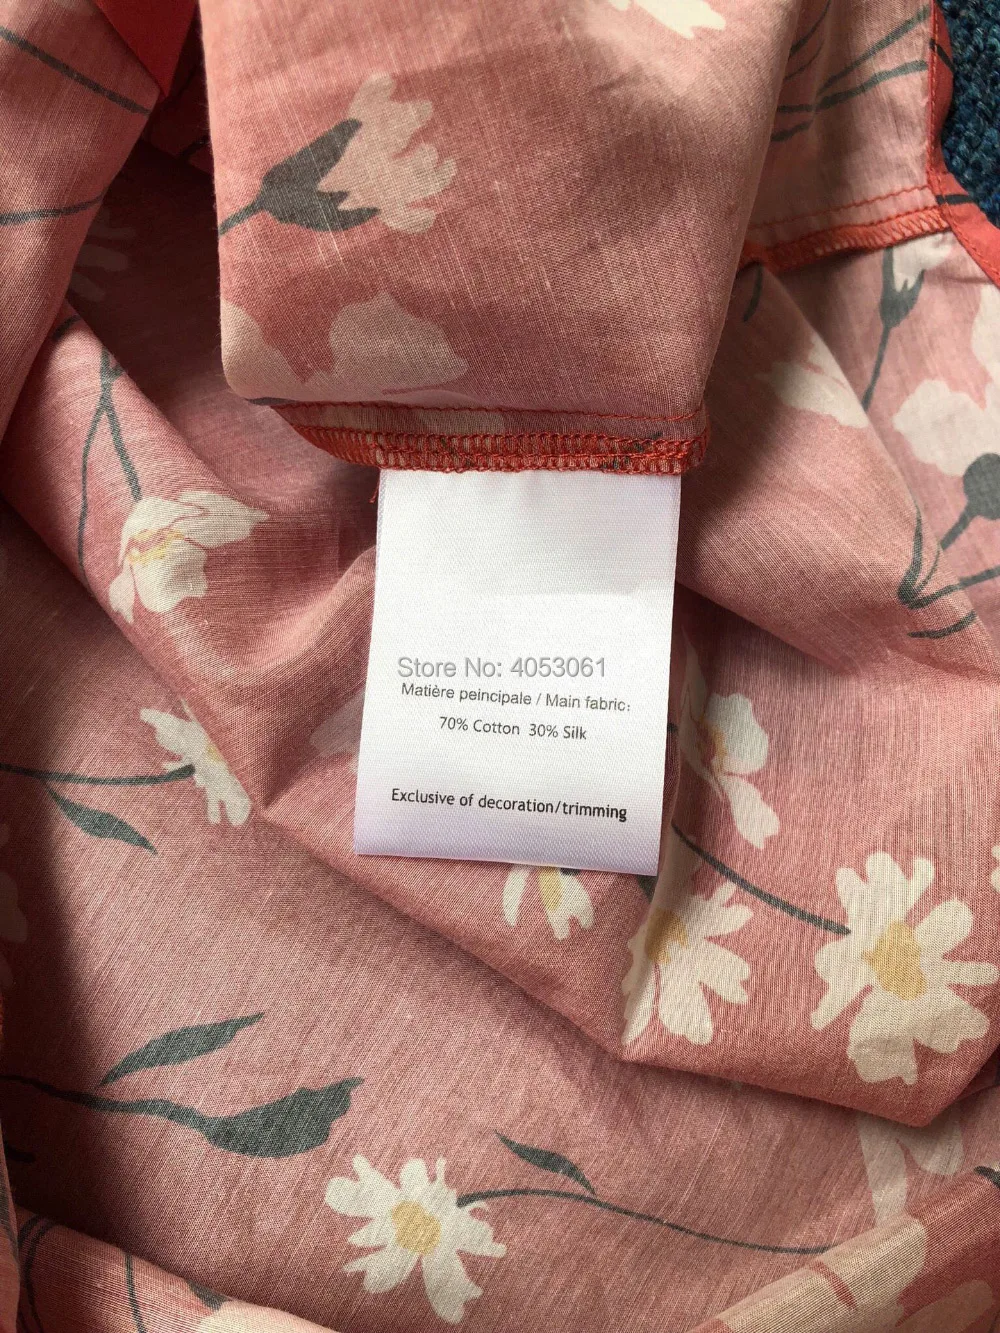 Store No: 4053061
Matière peincipale / Main fabric:
70% Cotton 30% Silk
Exclusive of decoration/trimming